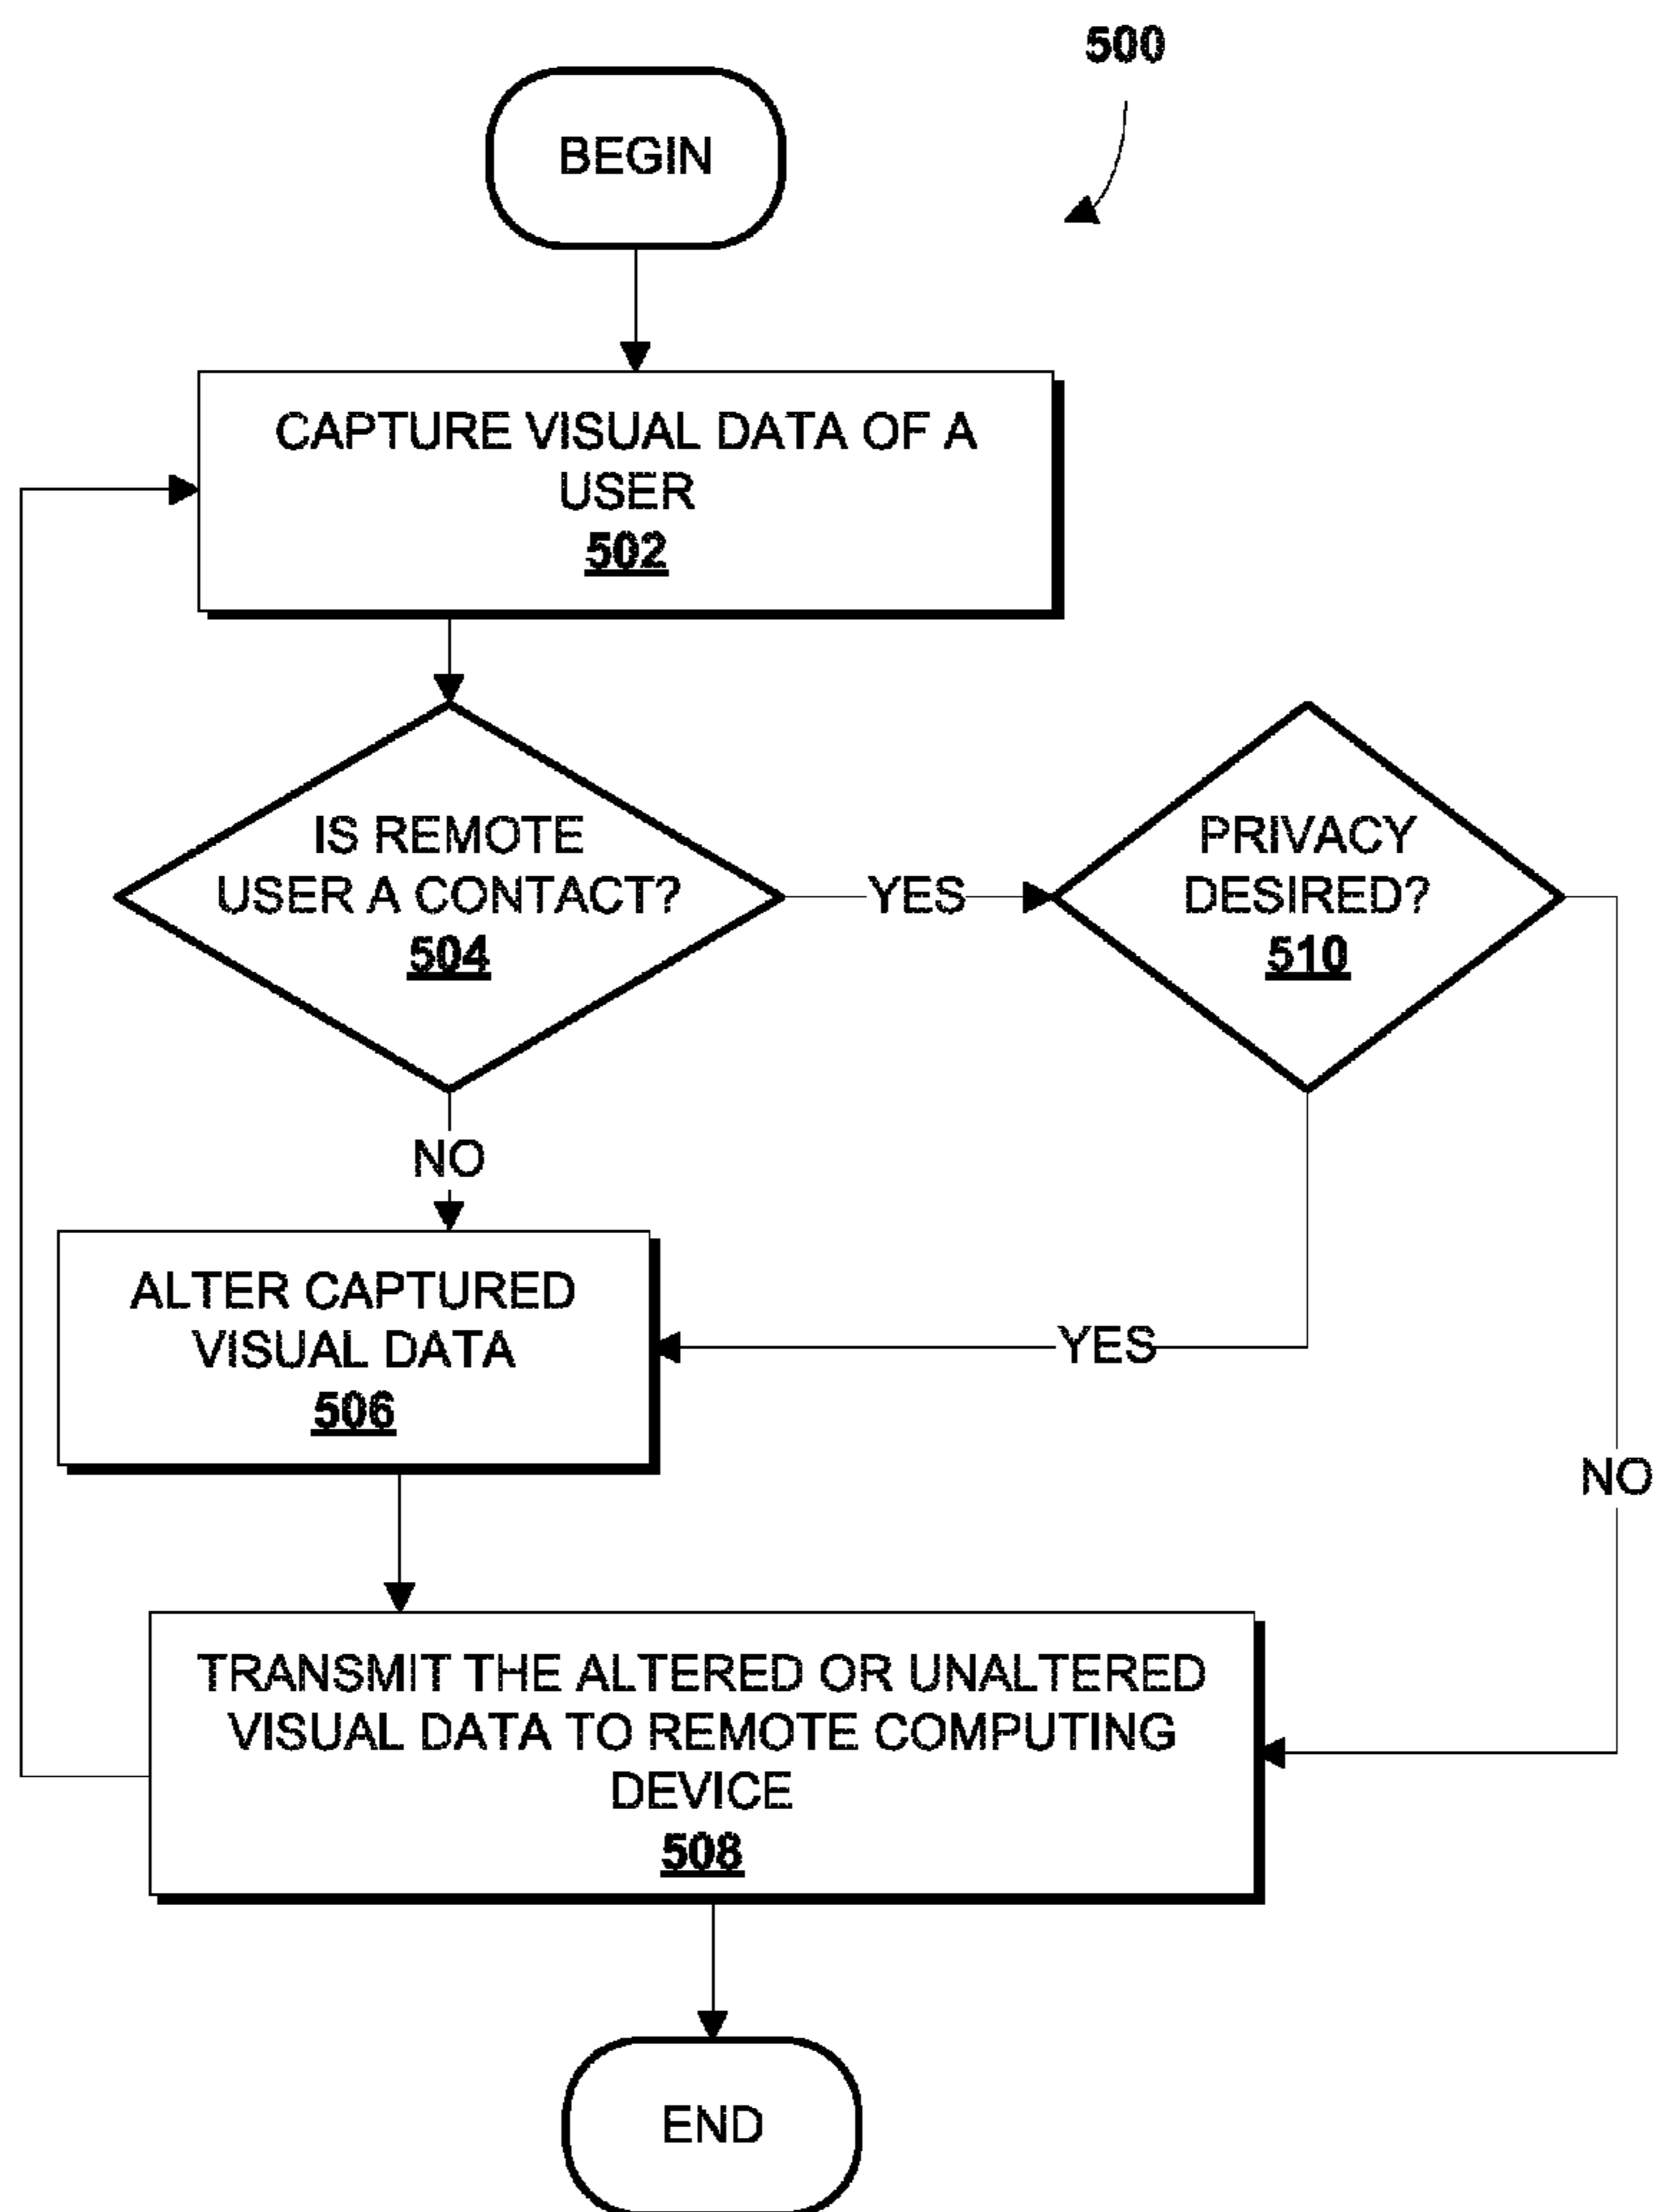 500
BEGIN
CAPTURE VISUAL DATA OF A
USER
502
IS REMOTE
USER A CONTACT?
504
YES
PRIVACY
DESIRED?
510
NO
ALTER CAPTURED
VISUAL DATA
506
YES
NO
TRANSMIT THE ALTERED OR UNALTERED
VISUAL DATA TO REMOTE COMPUTING
DEVICE
508
END